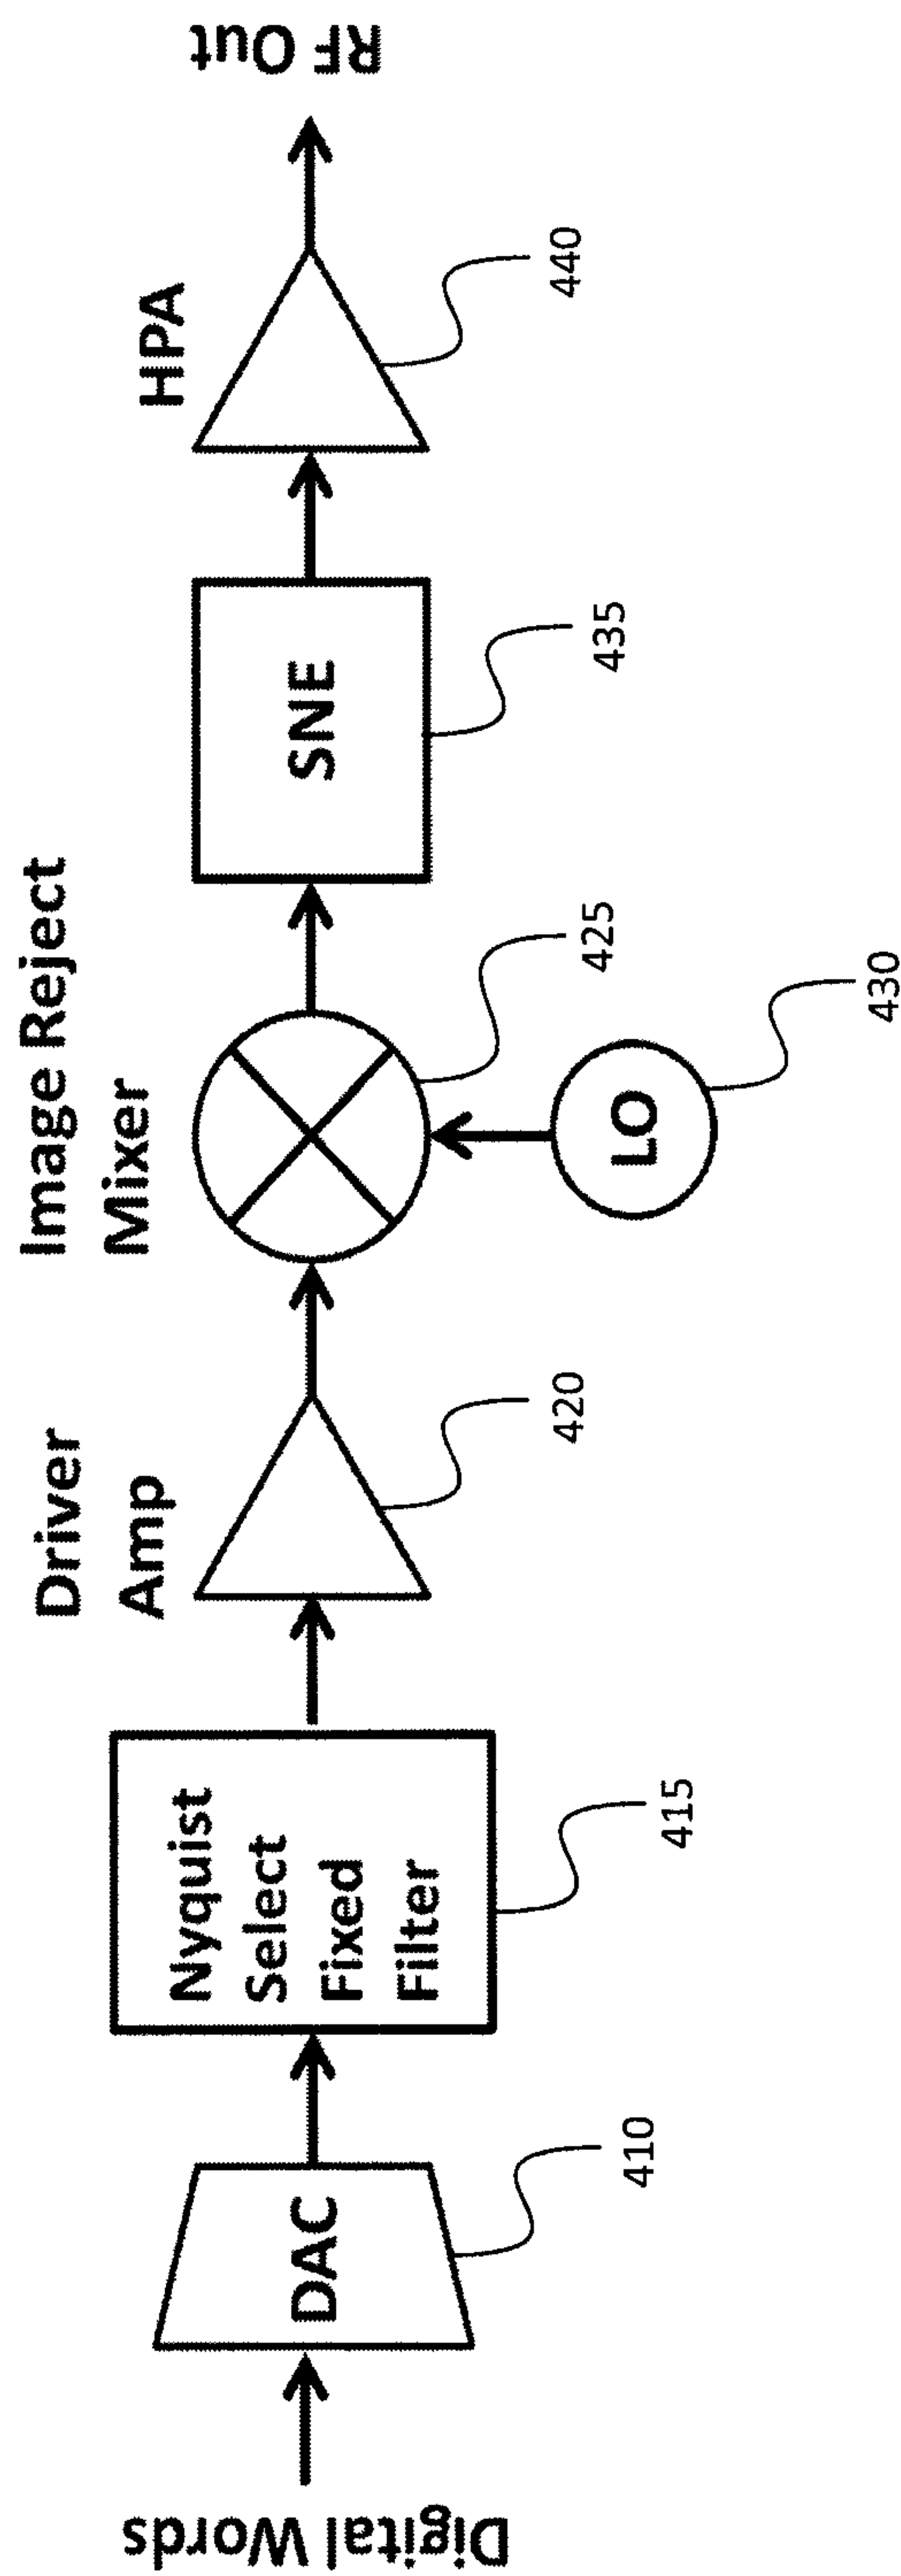 Digital Words
DAC
410
Nyquist
Select
Fixed
Filter
415
Driver
Amp
420
Image Reject
Mixer
425
LO
430
SNE
435
HPA
440
RF Out